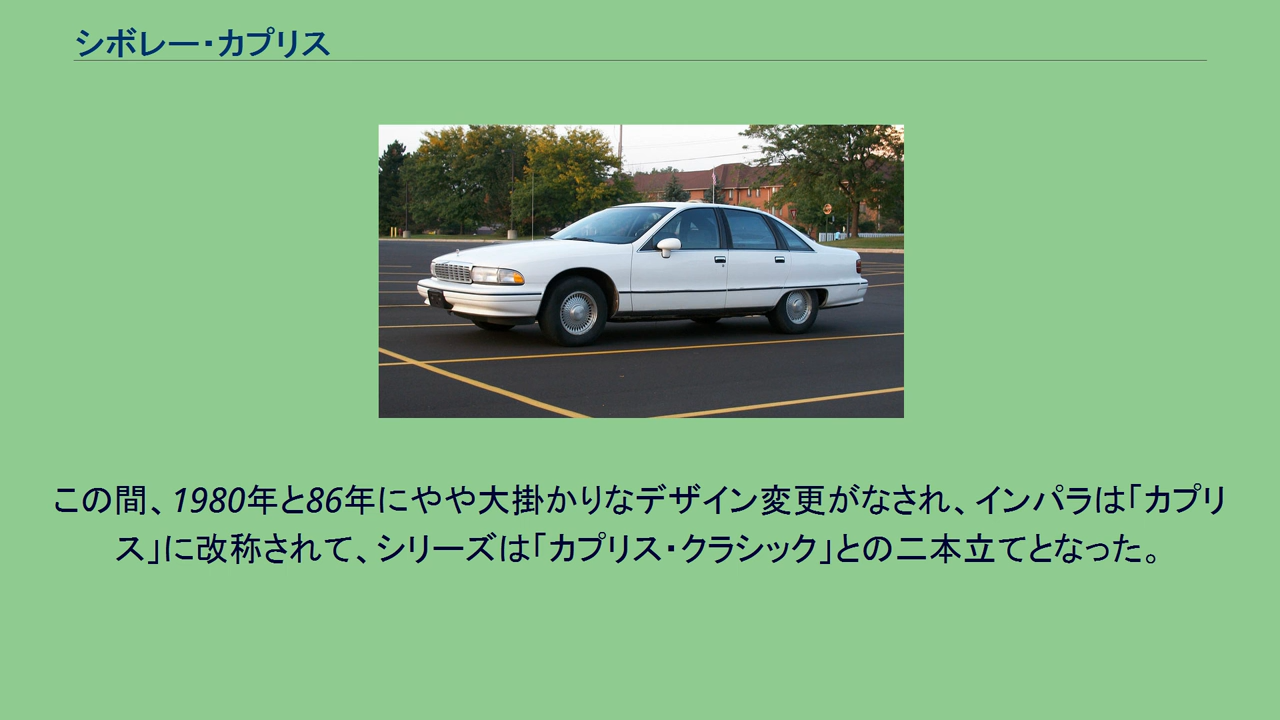 シボレー・カプリス
この間、1980年と86年にやや大掛かりなデザイン変更がなされ、インパラは「カプリ
ス」に改称されて、シリーズは「カプリス・クラシック」との二本立てとなった。